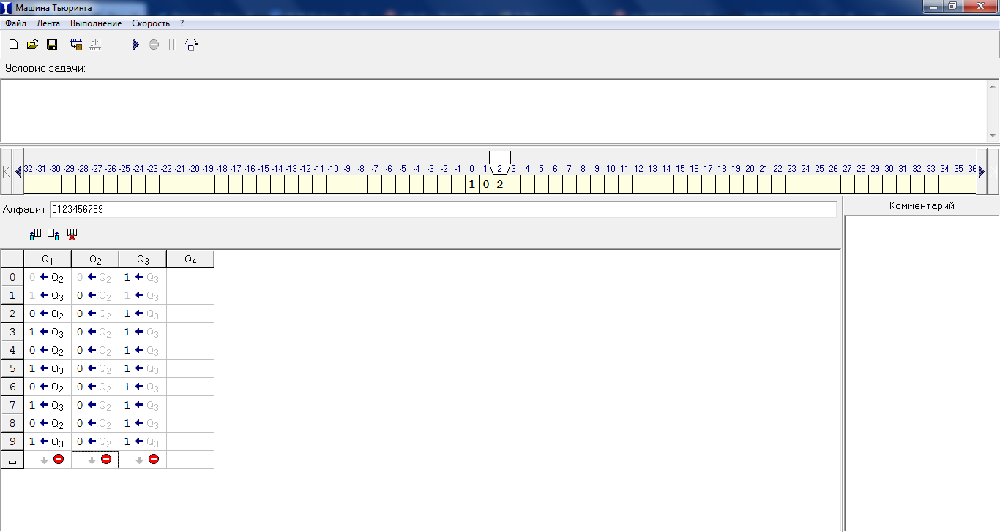 Машина Тьюринга
Файл Лента Выполнение Скорость ?
Условие задачи:
32 -31 -30 -29 -28 -27 -26 -25 -24 -23 -22 -21 -20 -19 -18 -17 -16 -15 -14 -13 -12 -11 -10 -9 -8 -7 -6 -5 -4 -3 -2 -1 0 1 2 3 4 5 6 7 8 9 10 11 12 13 14 15 16 17 18 19 20 21 22 23 24 25 26 27 28 29 30 31 32 33 34 35 36
1 0 2
Алфавит 0123456789
Комментарий
Q1 Q2 Q3 Q4
0 0 ← Q2 0 ← Q2 1 ← Q3
1 1 ← Q3 0 ← Q2 1 ← Q3
2 0 ← Q2 0 ← Q2 1 ← Q3
3 1 ← Q3 0 ← Q2 1 ← Q3
4 0 ← Q2 0 ← Q2 1 ← Q3
5 1 ← Q3 0 ← Q2 1 ← Q3
6 0 ← Q2 0 ← Q2 1 ← Q3
7 1 ← Q3 0 ← Q2 1 ← Q3
8 0 ← Q2 0 ← Q2 1 ← Q3
9 1 ← Q3 0 ← Q2 1 ← Q3
_ ↓ _ ↓ _ ↓